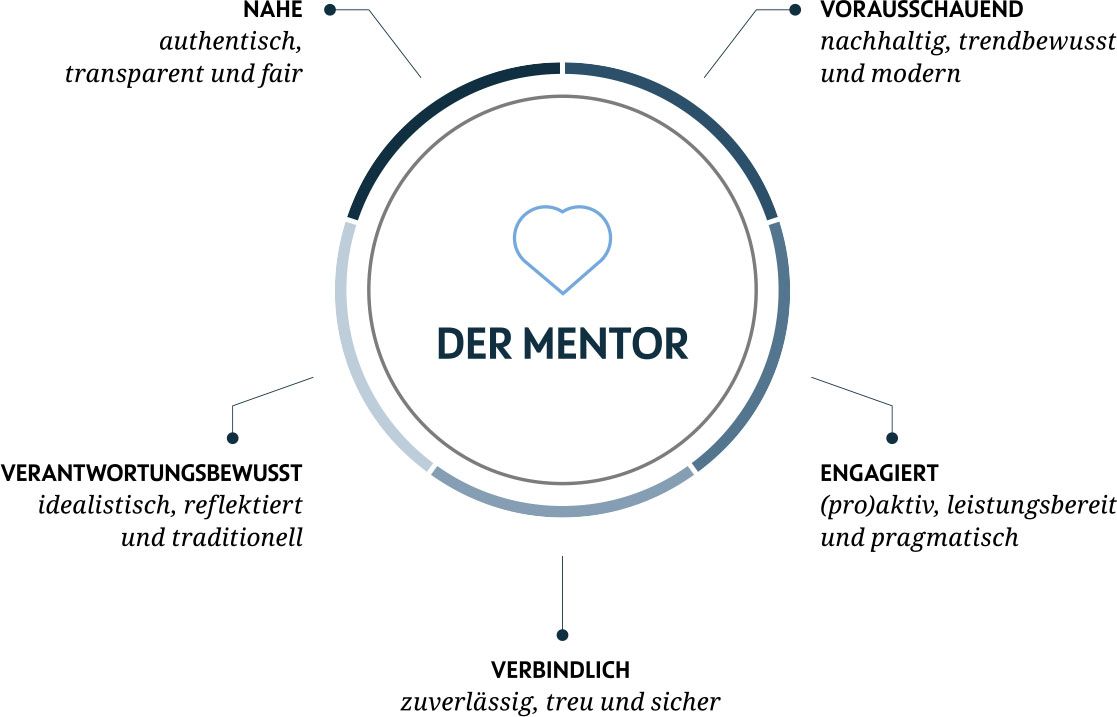 NAHE
authentisch,
transparent und fair
VORAUSSCHAUEND
nachhaltig, trendbewusst
und modern
DER MENTOR
VERANTWORTUNGSBEWUSST
idealistisch, reflektiert
und traditionell
ENGAGIERT
(pro)aktiv, leistungsbereit
und pragmatisch
VERBINDLICH
zuverlässig, treu und sicher